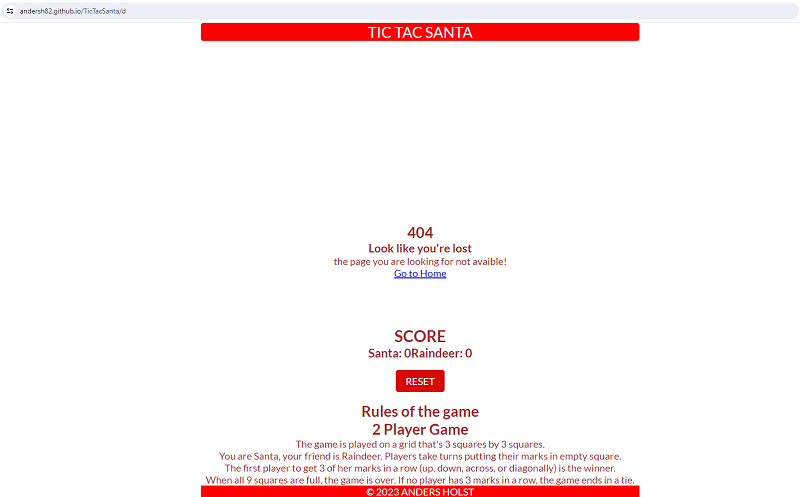 andersh82.github.io/TicTacSanta/d
TIC TAC SANTA
404
Look like you're lost
the page you are looking for not avaible!
Go to Home
SCORE
Santa: 0Raindeer: 0
RESET
Rules of the game
2 Player Game
The game is played on a grid that's 3 squares by 3 squares.
You are Santa, your friend is Raindeer. Players take turns putting their marks in empty square.
The first player to get 3 of her marks in a row (up, down, across, or diagonally) is the winner.
When all 9 squares are full, the game is over. If no player has 3 marks in a row, the game ends in a tie.
© 2023 ANDERS HOLST